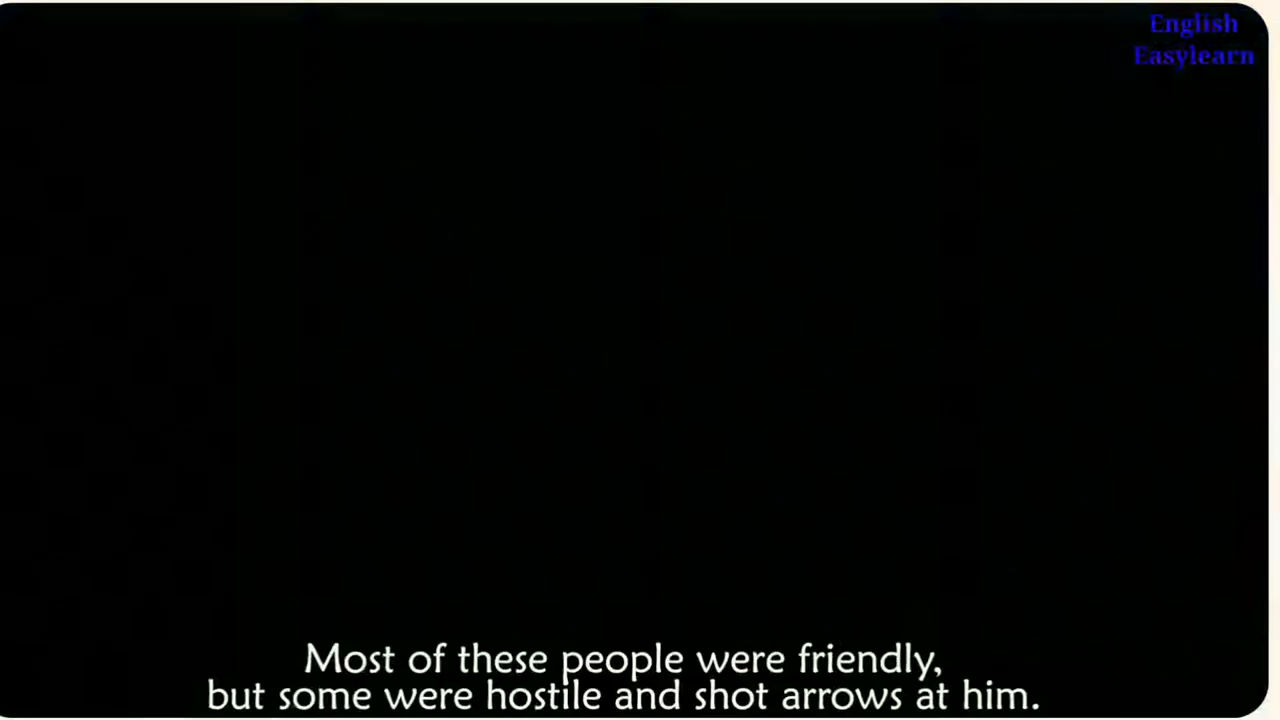 English
Easylearn
Most of these people were friendly,
but some were hostile and shot arrows at him.